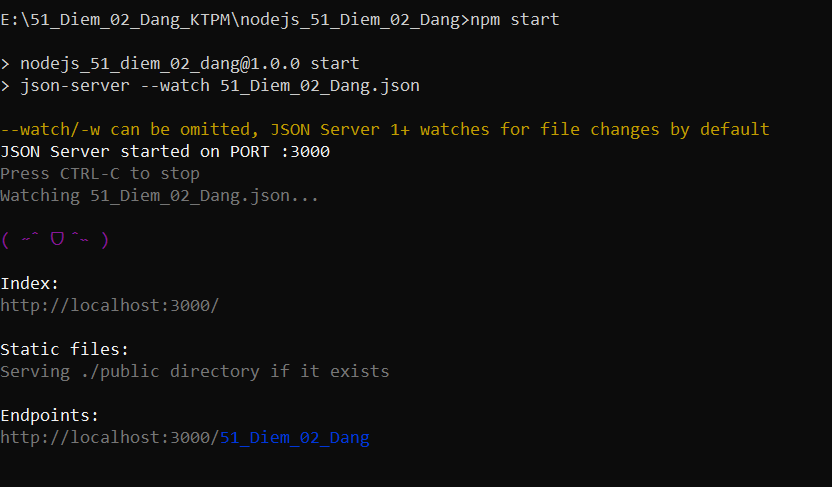 E:\51_Diem_02_Dang_KTPM\nodejs_51_Diem_02_Dang>npm start
> nodejs_51_diem_02_dang@1.0.0 start
> json-server --watch 51_Diem_02_Dang.json
--watch/-w can be omitted, JSON Server 1+ watches for file changes by default
JSON Server started on PORT :3000
Press CTRL-C to stop
Watching 51_Diem_02_Dang.json...
( ˶ˆ ᗜ ˆ˵ )
Index:
http://localhost:3000/
Static files:
Serving ./public directory if it exists
Endpoints:
http://localhost:3000/51_Diem_02_Dang